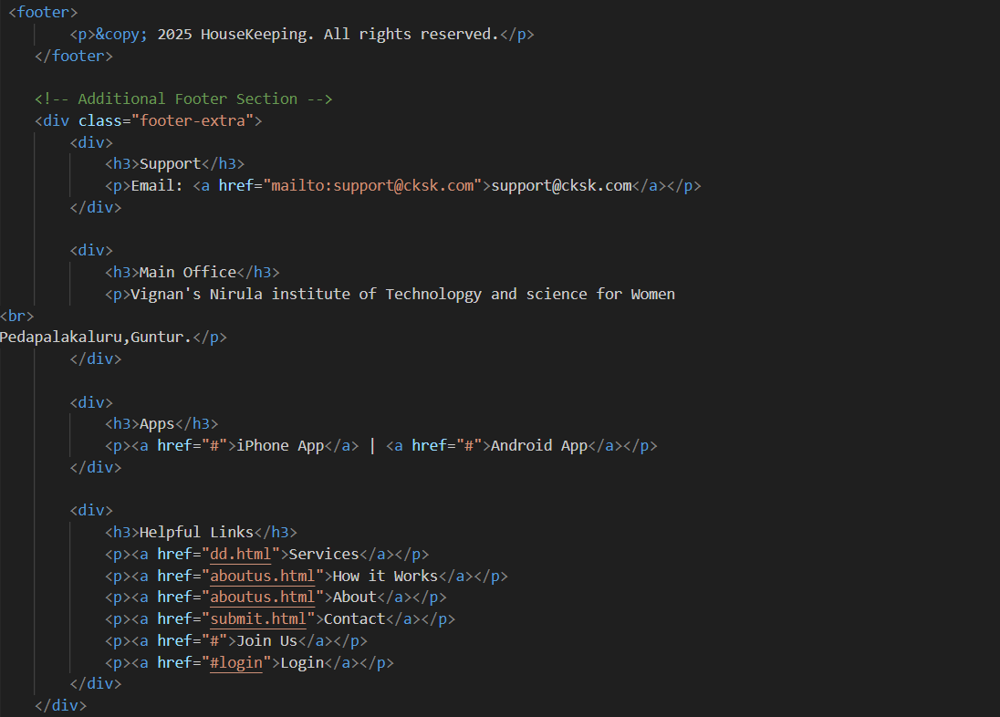 <footer>
<p>&copy; 2025 HouseKeeping. All rights reserved.</p>
</footer>
<!-- Additional Footer Section -->
<div class="footer-extra">
<div>
<h3>Support</h3>
<p>Email: <a href="mailto:support@cksk.com">support@cksk.com</a></p>
</div>
<div>
<h3>Main Office</h3>
<p>Vignan's Nirula institute of Technolopgy and science for Women
<br>
Pedapalakaluru,Guntur.</p>
</div>
<div>
<h3>Apps</h3>
<p><a href="#">iPhone App</a> | <a href="#">Android App</a></p>
</div>
<div>
<h3>Helpful Links</h3>
<p><a href="dd.html">Services</a></p>
<p><a href="aboutus.html">How it Works</a></p>
<p><a href="aboutus.html">About</a></p>
<p><a href="submit.html">Contact</a></p>
<p><a href="#">Join Us</a></p>
<p><a href="#login">Login</a></p>
</div>
</div>